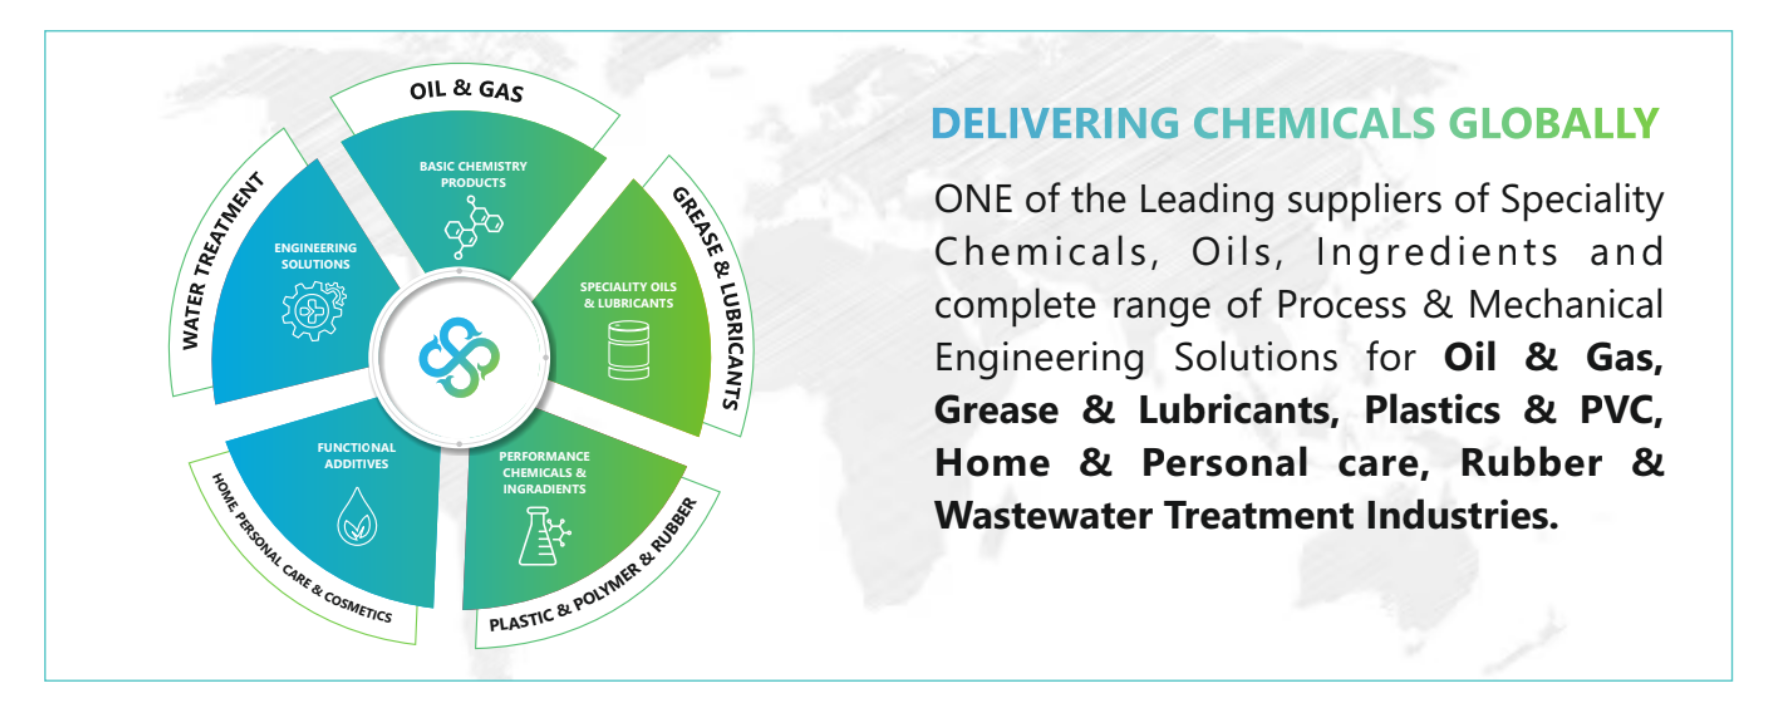 OIL & GAS
BASIC CHEMISTRY
PRODUCTS
GREASE & LUBRICANTS
SPECIALITY OILS
& LUBRICANTS
PLASTIC & POLYMER & RUBBER
PERFORMANCE
CHEMICALS &
INGRADIENTS
HOME, PERSONAL CARE & COSMETICS
FUNCTIONAL
ADDITIVES
WATER TREATMENT
ENGINEERING
SOLUTIONS
DELIVERING CHEMICALS GLOBALLY
ONE of the Leading suppliers of Speciality
Chemicals, Oils, Ingredients and
complete range of Process & Mechanical
Engineering Solutions for Oil & Gas,
Grease & Lubricants, Plastics & PVC,
Home & Personal care, Rubber &
Wastewater Treatment Industries.